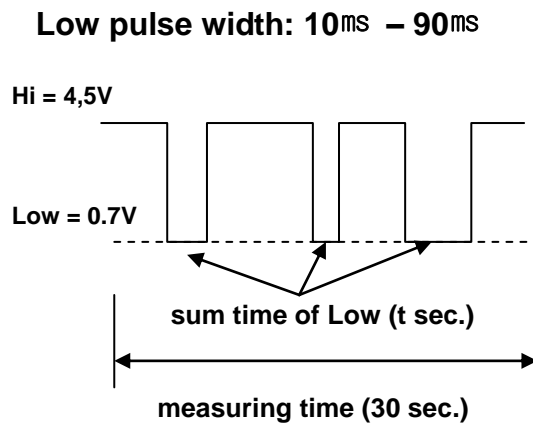 Low pulse width: 10㎳ – 90㎳
Hi = 4,5V
Low = 0.7V
sum time of Low (t sec.)
measuring time (30 sec.)